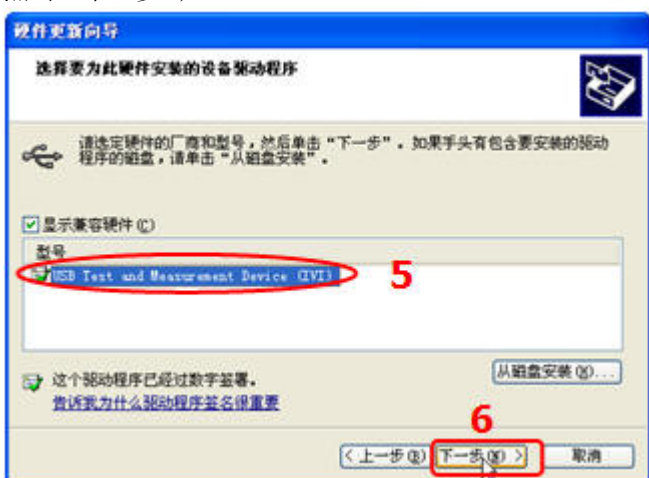 硬件更新向导
选择要为此硬件安装的设备驱动程序
请选定硬件的厂商和型号，然后单击“下一步”。如果手头有包含要安装的驱动
程序的磁盘，请单击“从磁盘安装”。
显示兼容硬件(C)
型号
USB Test and Measurement Device (IVI)
5
这个驱动程序已经过数字签署。
从磁盘安装(H)...
告诉我为什么驱动程序签名很重要
6
<上一步(B)
下一步(N) >
取消